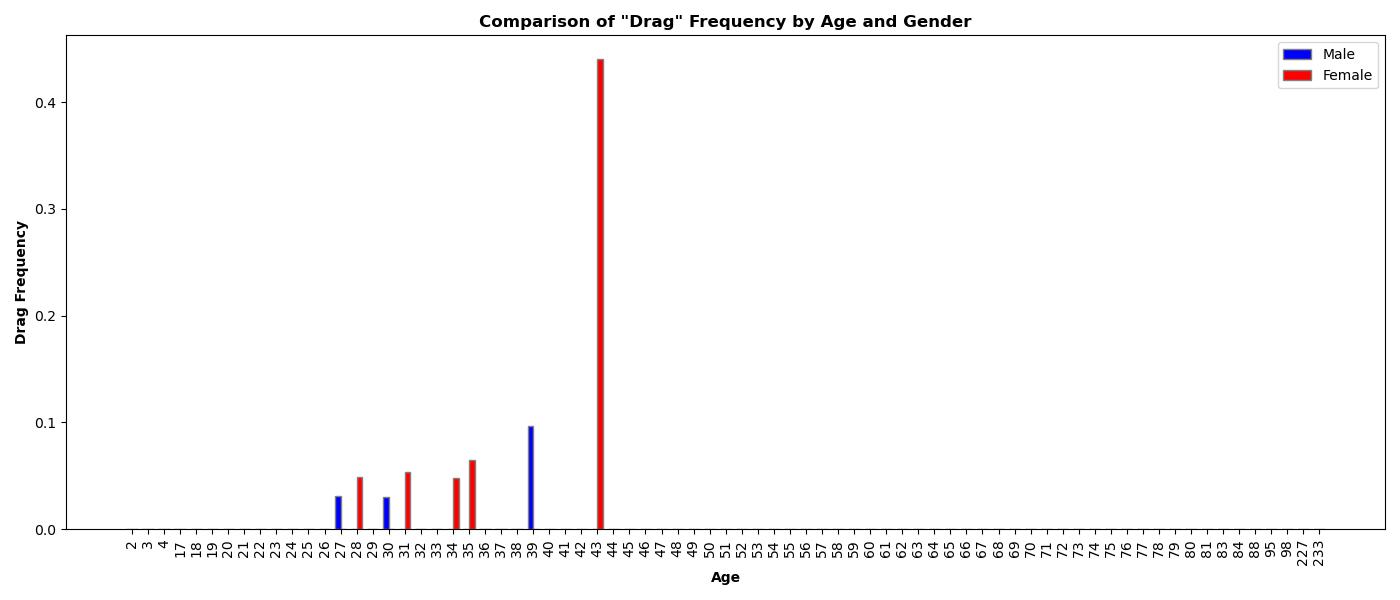 Comparison of "Drag" Frequency by Age and Gender
Male
Female
Drag Frequency
0.4
0.3
0.2
0.1
0.0
2 3 4 17 18 19 20 21 22 23 24 25 26 27 28 29 30 31 32 33 34 35 36 37 38 39 40 41 42 43 44 45 46 47 48 49 50 51 52 53 54 55 56 57 58 59 60 61 62 63 64 65 66 67 68 69 70 71 72 73 74 75 76 77 78 79 80 81 83 84 88 95 98 227 233
Age